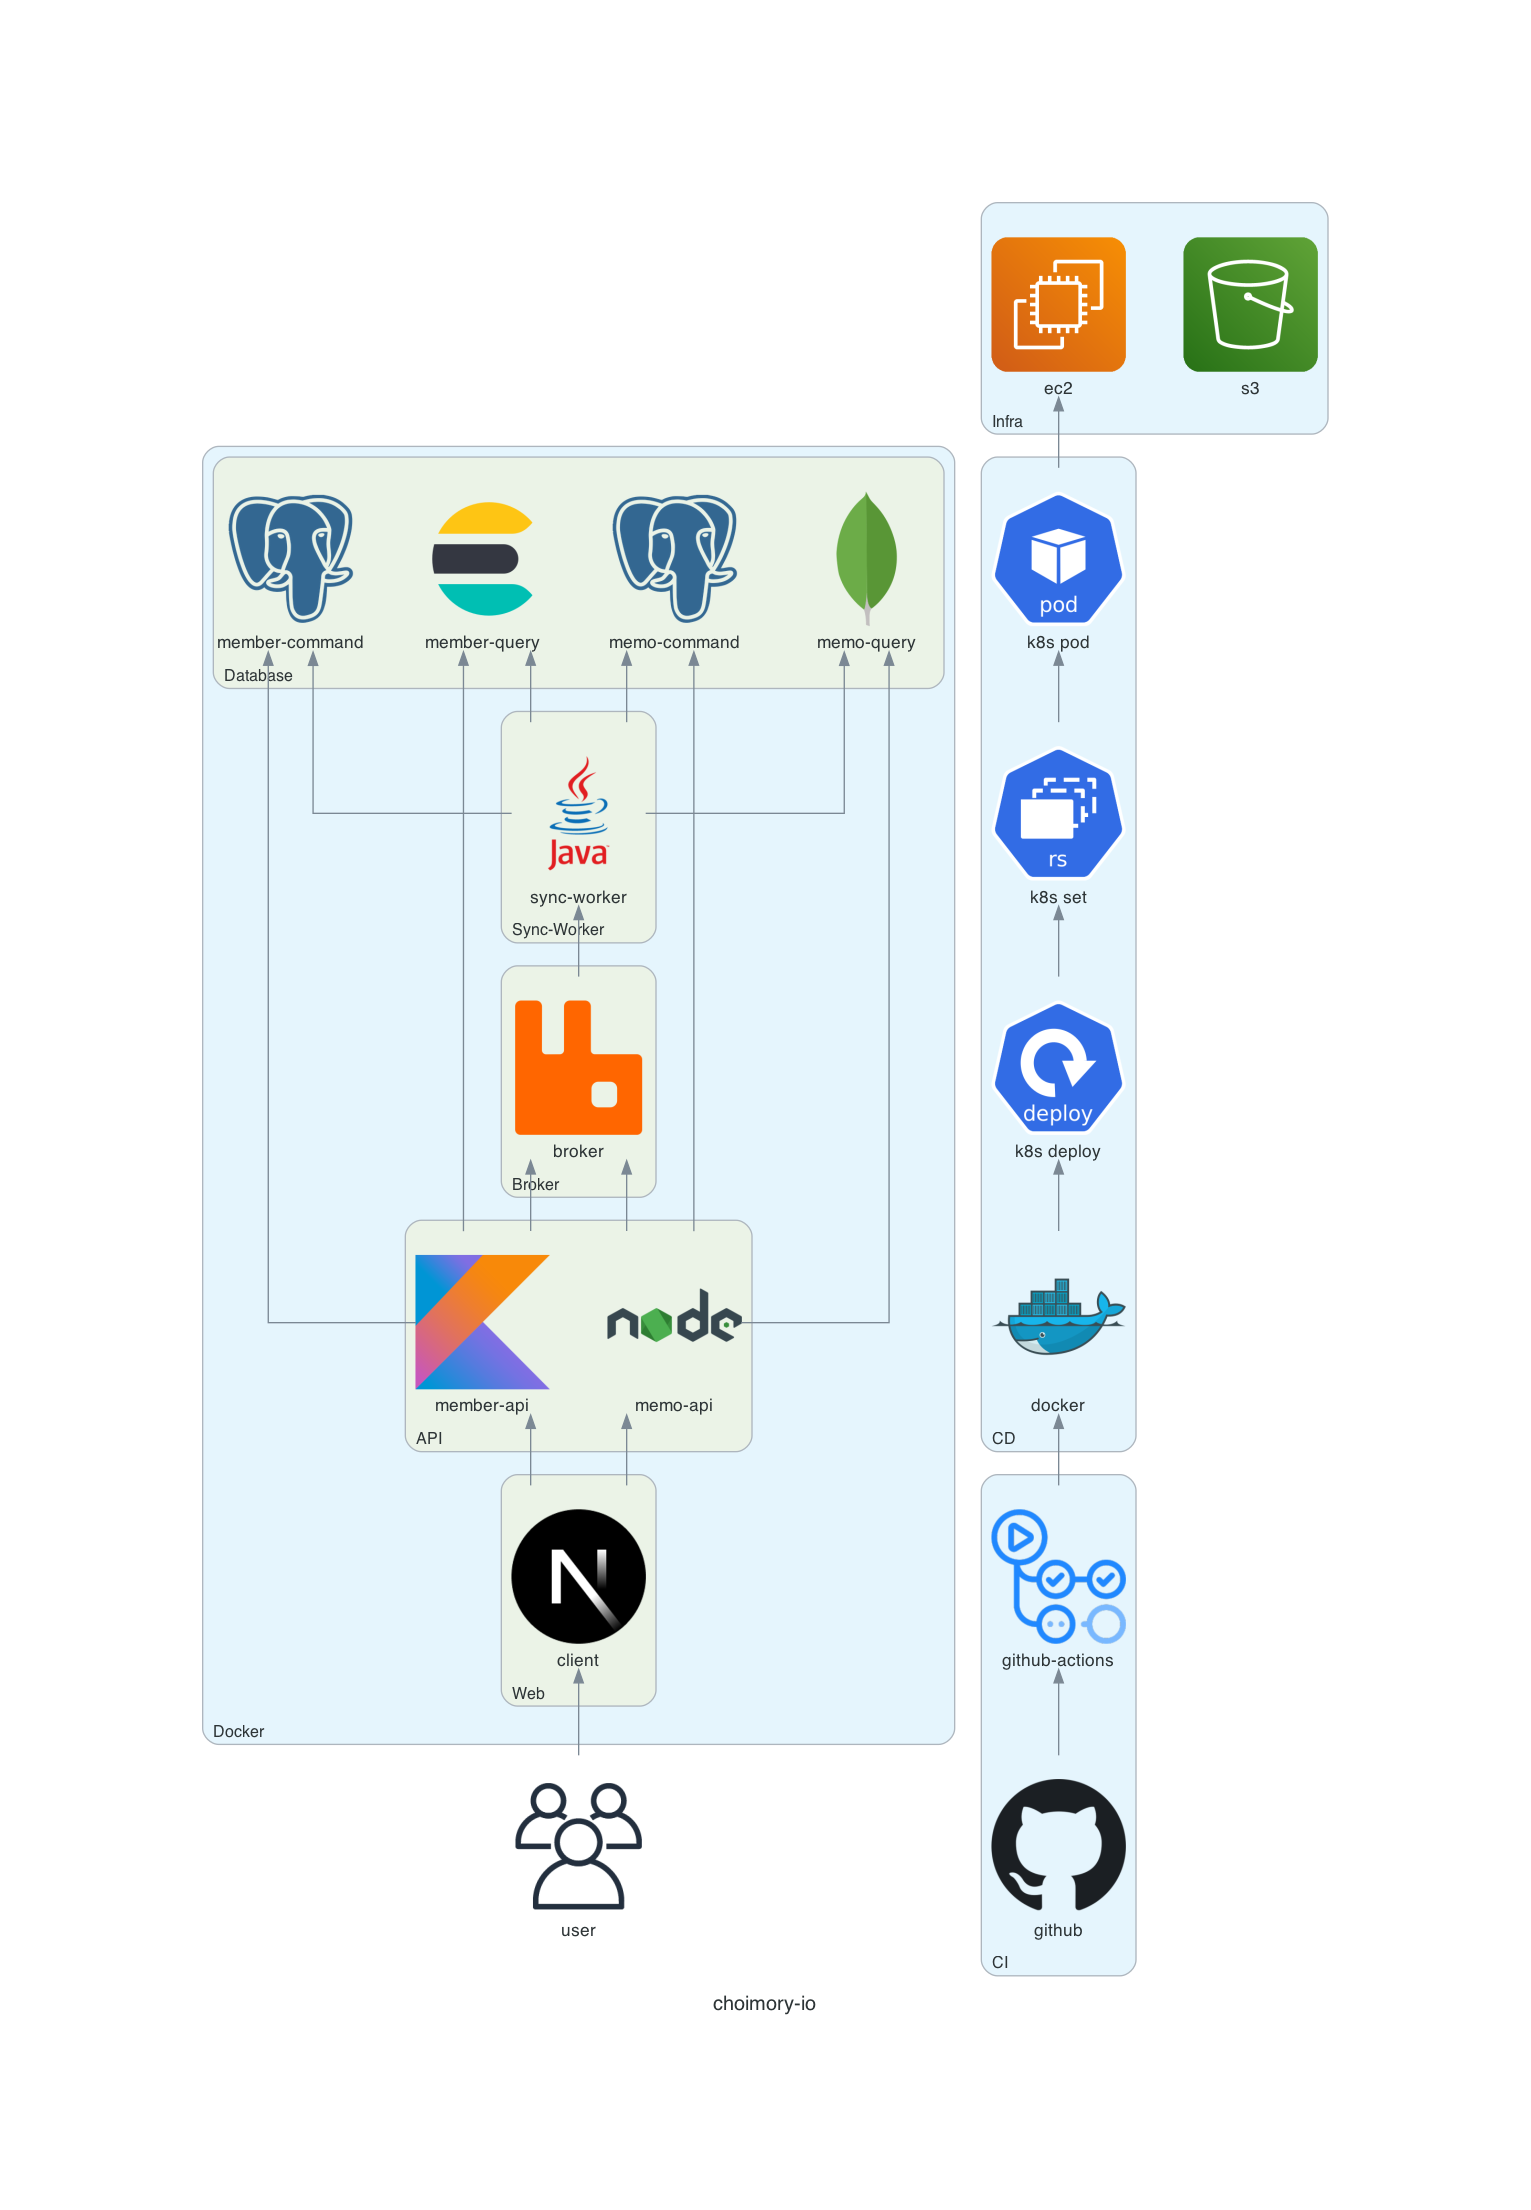 ec2
s3
Infra
member-command
member-query
memo-command
memo-query
Database
Java
sync-worker
Sync-Worker
broker
Broker
node
member-api
memo-api
API
N
client
Web
Docker
user
pod
k8s pod
rs
k8s set
deploy
k8s deploy
docker
CD
github-actions
github
CI
choimory-io